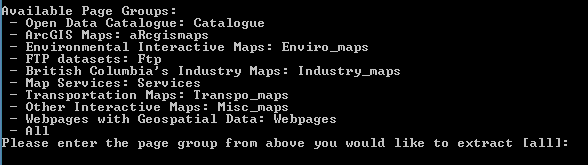 Available Page Groups:
- Open Data Catalogue: Catalogue
- ArcGIS Maps: aRcgismaps
- Environmental Interactive Maps: Enviro_maps
- FTP datasets: Ftp
- British Columbia's Industry Maps: Industry_maps
- Map Services: Services
- Transportation Maps: Transpo_maps
- Other Interactive Maps: Misc_maps
- Webpages with Geospatial Data: Webpages
- All
Please enter the page group from above you would like to extract [all]: